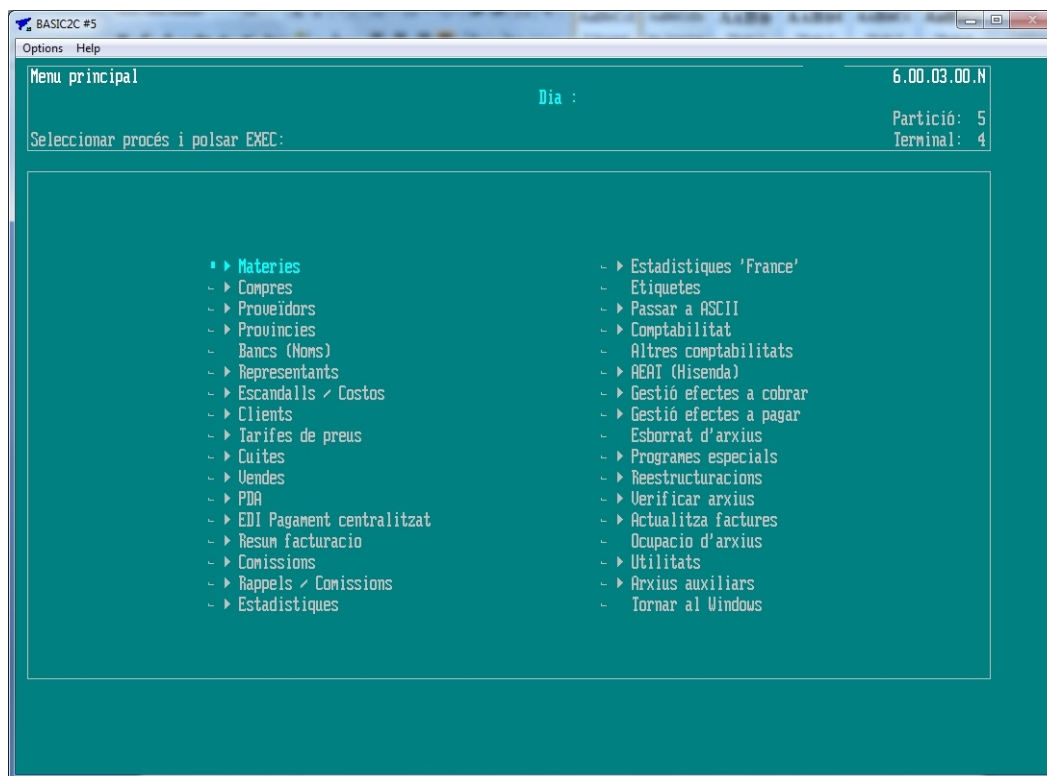 BASIC2C #5
Options Help
Menu principal 6.00.03.00.N
Dia :
Partició: 5
Seleccionar procés i polsar EXEC: Terminal: 4
Materies
Compres
Proveïdors
Provincies
Bancs (Noms)
Representants
Escandalls / Costos
Clients
Tarifes de preus
Cuites
Vendes
PDA
EDI Pagament centralitzat
Resum facturacio
Comissions
Rappels / Comissions
Estadistiques
Estadistiques 'France'
Etiquetes
Passar a ASCII
Comptabilitat
Altres comptabilitats
AEAT (Hisenda)
Gestió efectes a cobrar
Gestió efectes a pagar
Esborrat d'arxius
Programes especials
Reestructuracions
Verificar arxius
Actualitza factures
Ocupacio d'arxius
Utilitats
Arxius auxiliars
Tornar al Windows